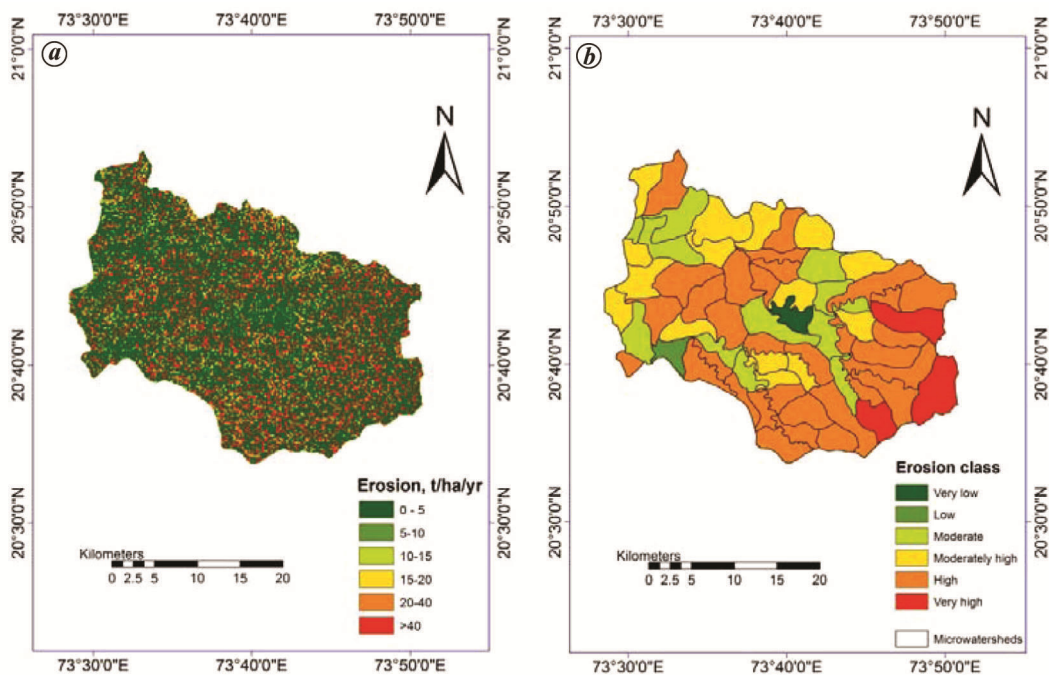 73°30'0"E 73°40'0"E 73°50'0"E
a
21°0'0"N
20°50'0"N
20°40'0"N
20°30'0"N
N
21°0'0"N
20°50'0"N
20°40'0"N
20°30'0"N
Erosion, t/ha/yr
0 - 5
5-10
10-15
15-20
20-40
>40
Kilometers
0 2.5 5 10 15 20
73°30'0"E 73°40'0"E 73°50'0"E
73°30'0"E 73°40'0"E 73°50'0"E
b
21°0'0"N
20°50'0"N
20°40'0"N
20°30'0"N
N
21°0'0"N
20°50'0"N
20°40'0"N
20°30'0"N
Erosion class
Very low
Low
Moderate
Moderately high
High
Very high
Microwatersheds
Kilometers
0 2.5 5 10 15 20
73°30'0"E 73°40'0"E 73°50'0"E